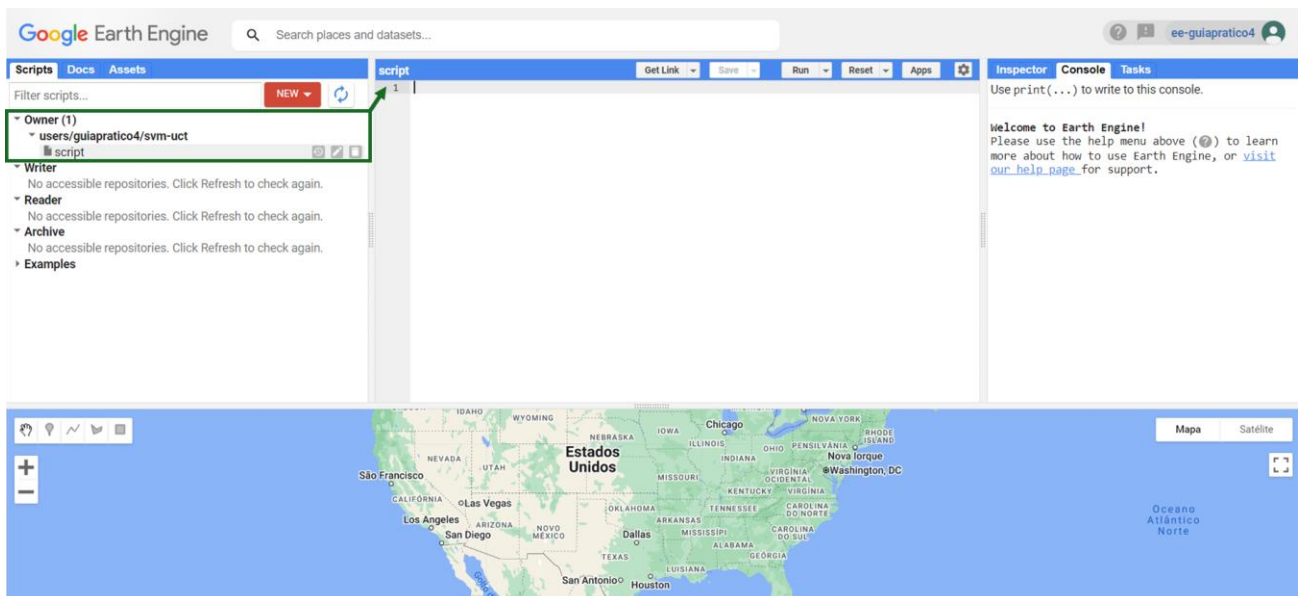 Google Earth Engine
Search places and datasets...
ee-guiapratico4
Scripts Docs Assets
Filter scripts...
NEW
Owner (1)
users/guiapratico4/svm-uct
script
Writer
No accessible repositories. Click Refresh to check again.
Reader
No accessible repositories. Click Refresh to check again.
Archive
No accessible repositories. Click Refresh to check again.
Examples
script
Get Link Save Run Reset Apps
1
Inspector Console Tasks
Use print(...) to write to this console.
Welcome to Earth Engine!
Please use the help menu above (?) to learn
more about how to use Earth Engine, or visit
our help page for support.
Mapa Satélite
IDAHO
WYOMING
NEBRASKA
IOWA
Chicago
NOVA YORK
RHODE
ISLAND
ILLINOIS
OHIO
PENSILVÂNIA
NEVADA
UTAH
Estados
Unidos
INDIANA
Nova Iorque
São Francisco
MISSOURI
VIRGÍNIA
OCIDENTAL
Washington, DC
KENTUCKY
VIRGÍNIA
CALIFÓRNIA
Las Vegas
OKLAHOMA
TENNESSEE
CAROLINA
DO NORTE
Los Angeles
ARIZONA
NOVO
MÉXICO
ARKANSAS
San Diego
Dallas
MISSISSÍPI
CAROLINA
DO SUL
ALABAMA
TEXAS
GEÓRGIA
LUISIANA
San Antonio
Houston
Oceano
Atlântico
Norte